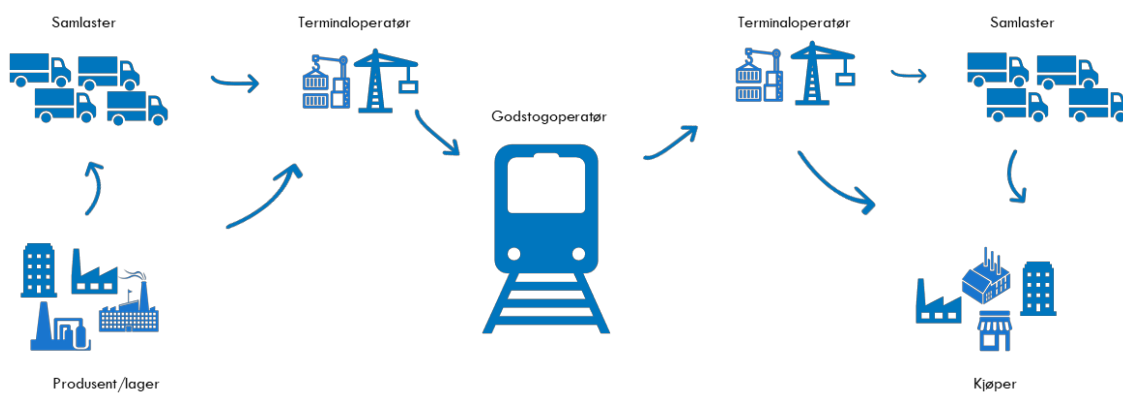 Samlaster
Terminaloperatør
Terminaloperatør
Samlaster
Godstogoperatør
Produsent/lager
Kjøper